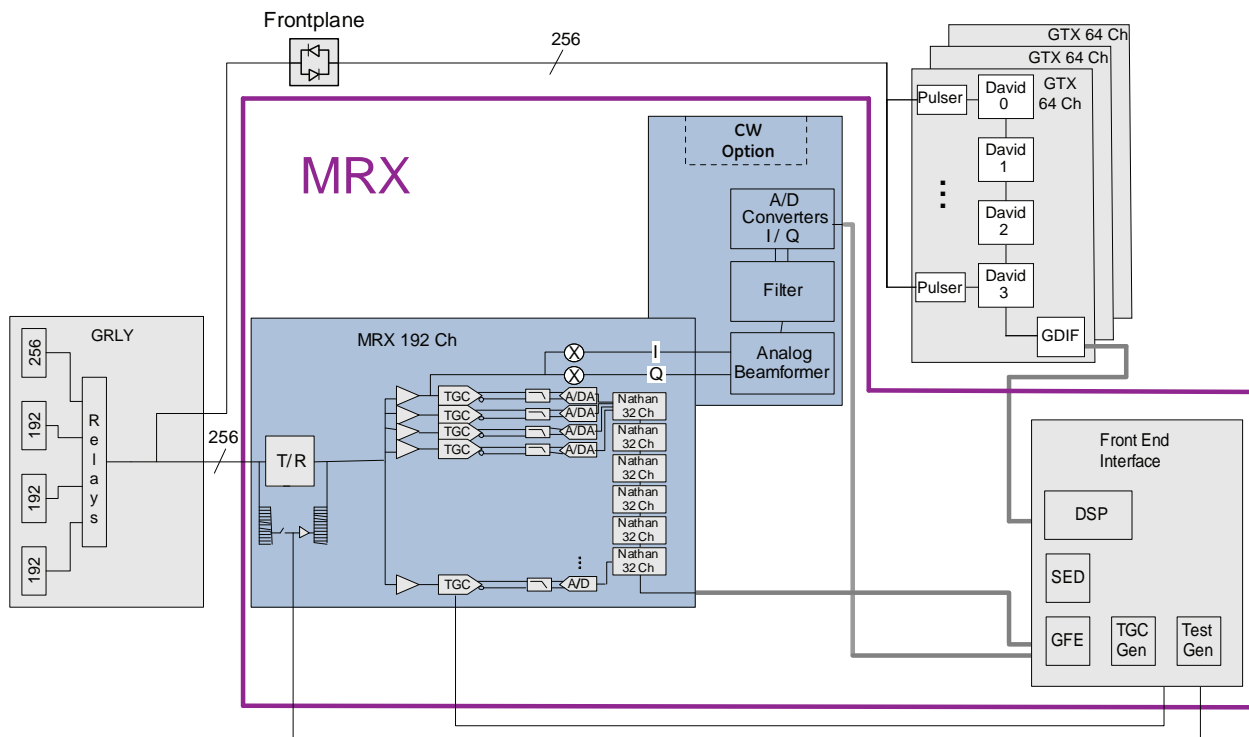 Frontplane
256
GTX 64 Ch
GTX 64 Ch
GTX
64 Ch
Pulser
David
0
David
1
David
2
Pulser
David
3
GDIF
MRX
CW
Option
A/D
Converters
I / Q
Filter
Analog
Beamformer
GRLY
256
192
192
192
Relays
256
MRX 192 Ch
T/R
I
Q
TGC
A/DA
TGC
A/DA
TGC
A/DA
TGC
A/DA
Nathan
32 Ch
Nathan
32 Ch
Nathan
32 Ch
Nathan
32 Ch
Nathan
32 Ch
Nathan
32 Ch
TGC
A/D
Front End
Interface
DSP
SED
GFE
TGC
Gen
Test
Gen